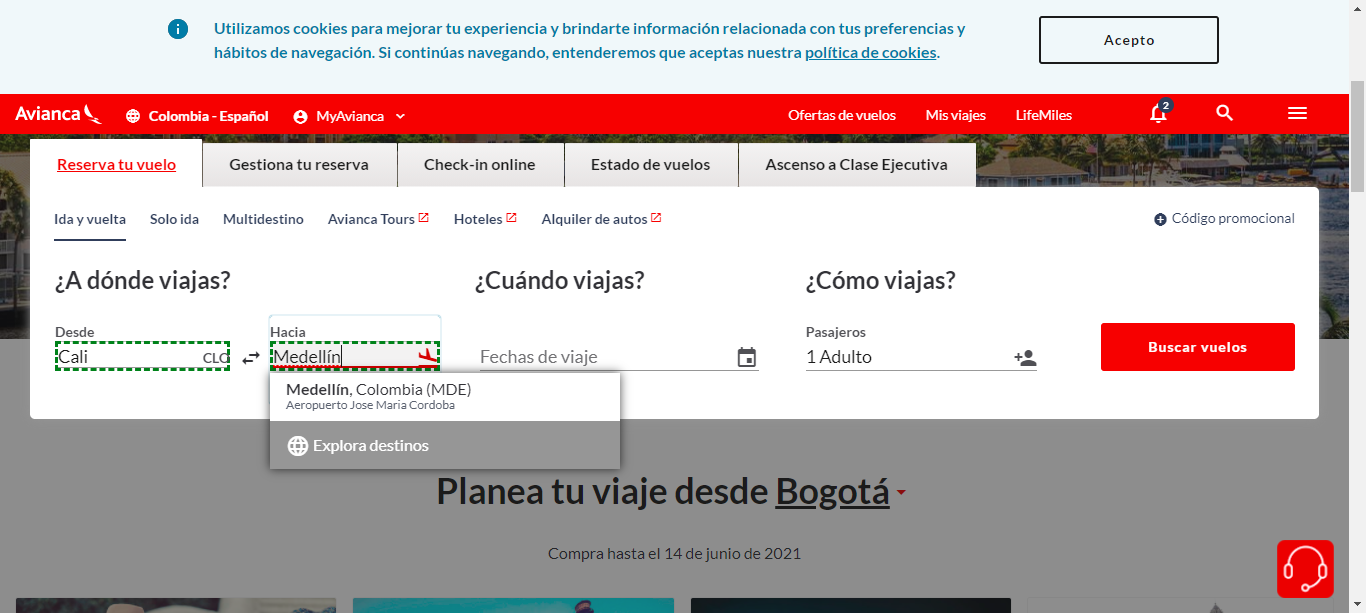 Utilizamos cookies para mejorar tu experiencia y brindarte información relacionada con tus preferencias y
hábitos de navegación. Si continúas navegando, entenderemos que aceptas nuestra política de cookies.
Acepto
Avianca
Colombia - Español
MyAvianca
Ofertas de vuelos
Mis viajes
LifeMiles
2
Reserva tu vuelo
Gestiona tu reserva
Check-in online
Estado de vuelos
Ascenso a Clase Ejecutiva
Ida y vuelta
Solo ida
Multidestino
Avianca Tours
Hoteles
Alquiler de autos
Código promocional
¿A dónde viajas?
¿Cuándo viajas?
¿Cómo viajas?
Desde
Hacia
Pasajeros
Cali
CLO
Medellín
Fechas de viaje
1 Adulto
Buscar vuelos
Medellín, Colombia (MDE)
Aeropuerto Jose Maria Cordoba
Explora destinos
Planea tu viaje desde Bogotá
Compra hasta el 14 de junio de 2021